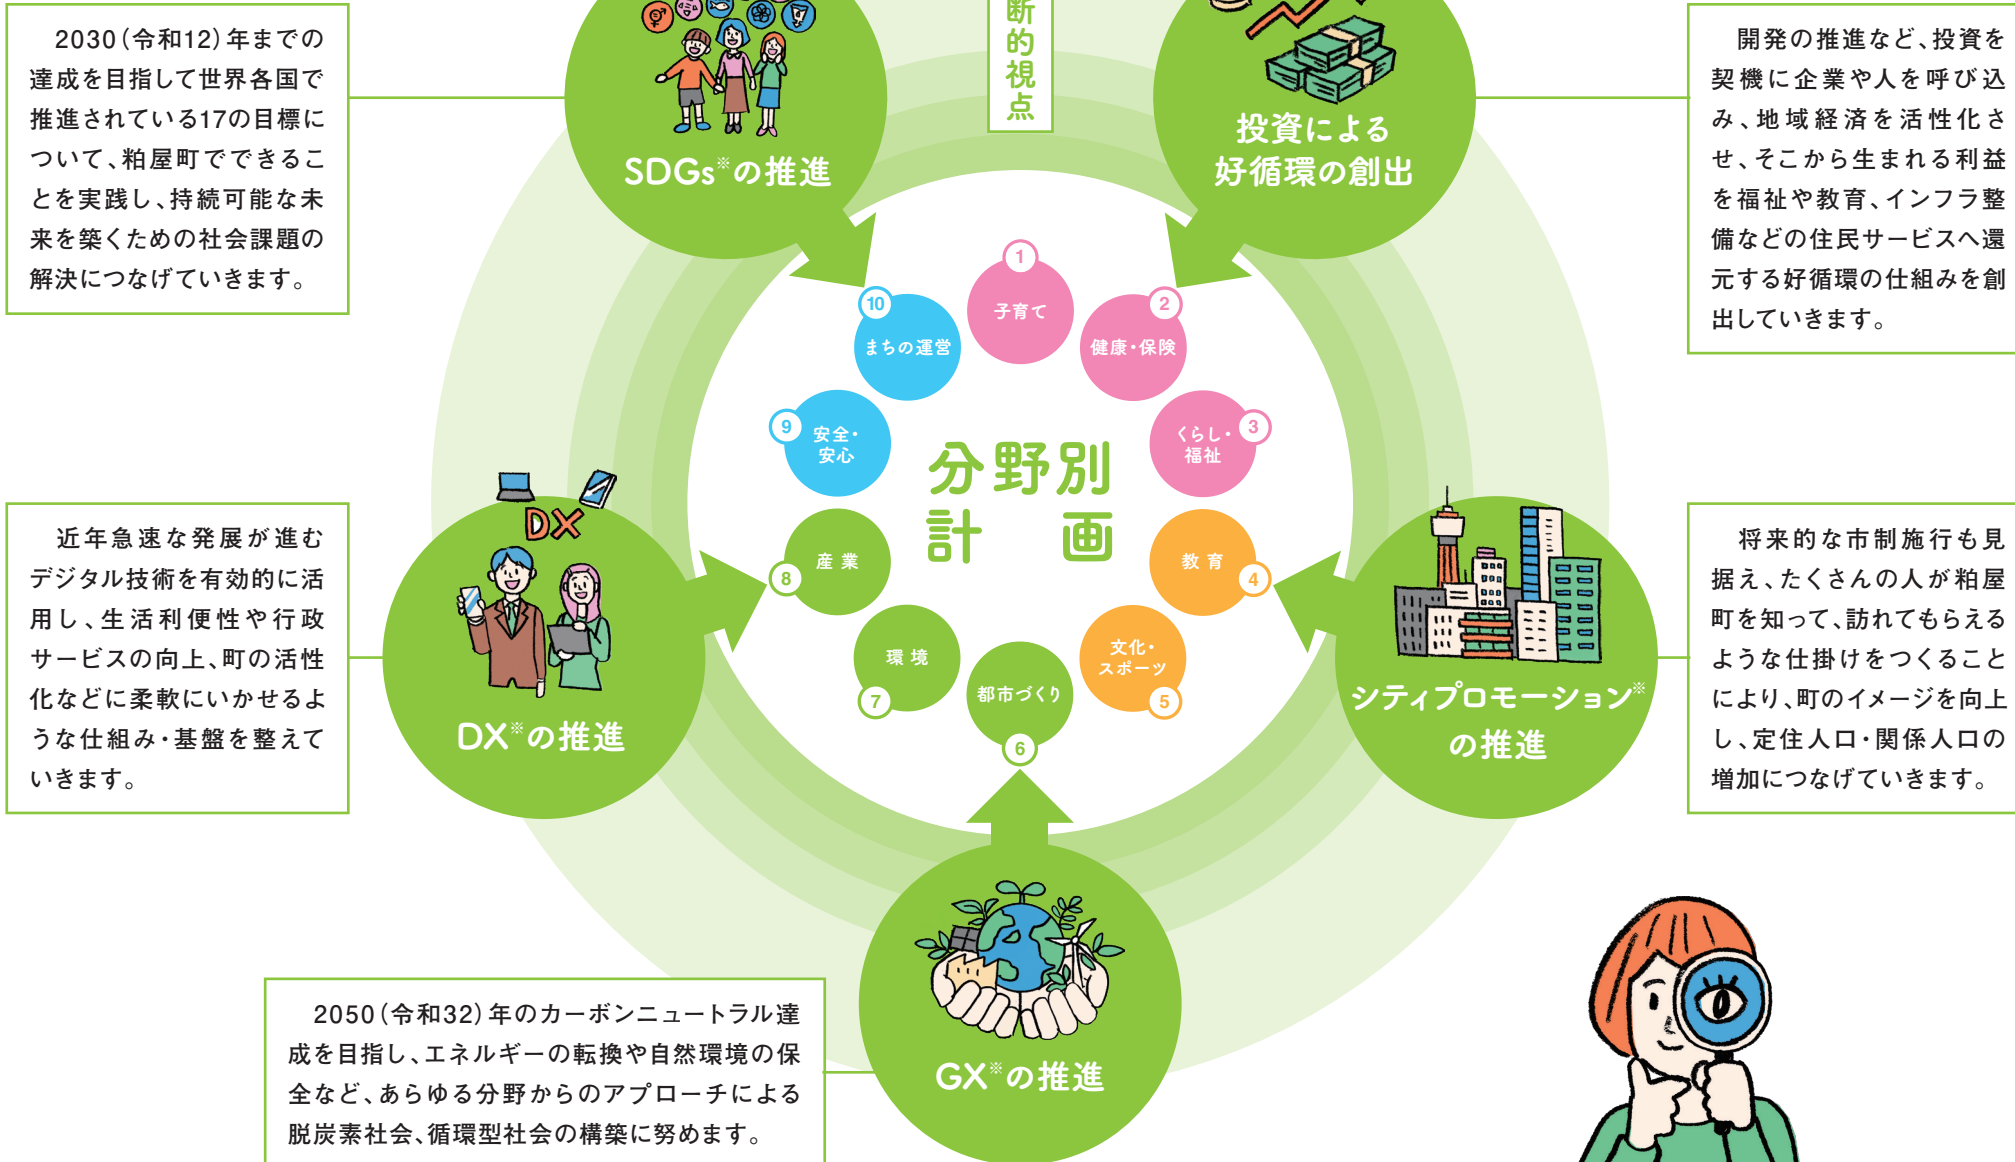 断的視点
2030(令和12)年までの
達成を目指して世界各国で
推進されている17の目標に
ついて、粕屋町でできるこ
とを実践し、持続可能な未
来を築くための社会課題の
解決につなげていきます。
SDGs※の推進
投資による
好循環の創出
開発の推進など、投資を
契機に企業や人を呼び込
み、地域経済を活性化さ
せ、そこから生まれる利益
を福祉や教育、インフラ整
備などの住民サービスへ還
元する好循環の仕組みを創
出していきます。
分野別
計画
1
子育て
2
健康・保険
3
くらし・
福祉
4
教育
5
文化・
スポーツ
6
都市づくり
7
環境
8
産業
9
安全・
安心
10
まちの運営
近年急速な発展が進む
デジタル技術を有効的に活
用し、生活利便性や行政
サービスの向上、町の活性
化などに柔軟にいかせるよ
うな仕組み・基盤を整えて
いきます。
DX
DX※の推進
シティプロモーション※
の推進
将来的な市制施行も見
据え、たくさんの人が粕屋
町を知って、訪れてもらえる
ような仕掛けをつくること
により、町のイメージを向上
し、定住人口・関係人口の
増加につなげていきます。
2050(令和32)年のカーボンニュートラル達
成を目指し、エネルギーの転換や自然環境の保
全など、あらゆる分野からのアプローチによる
脱炭素社会、循環型社会の構築に努めます。
GX※の推進